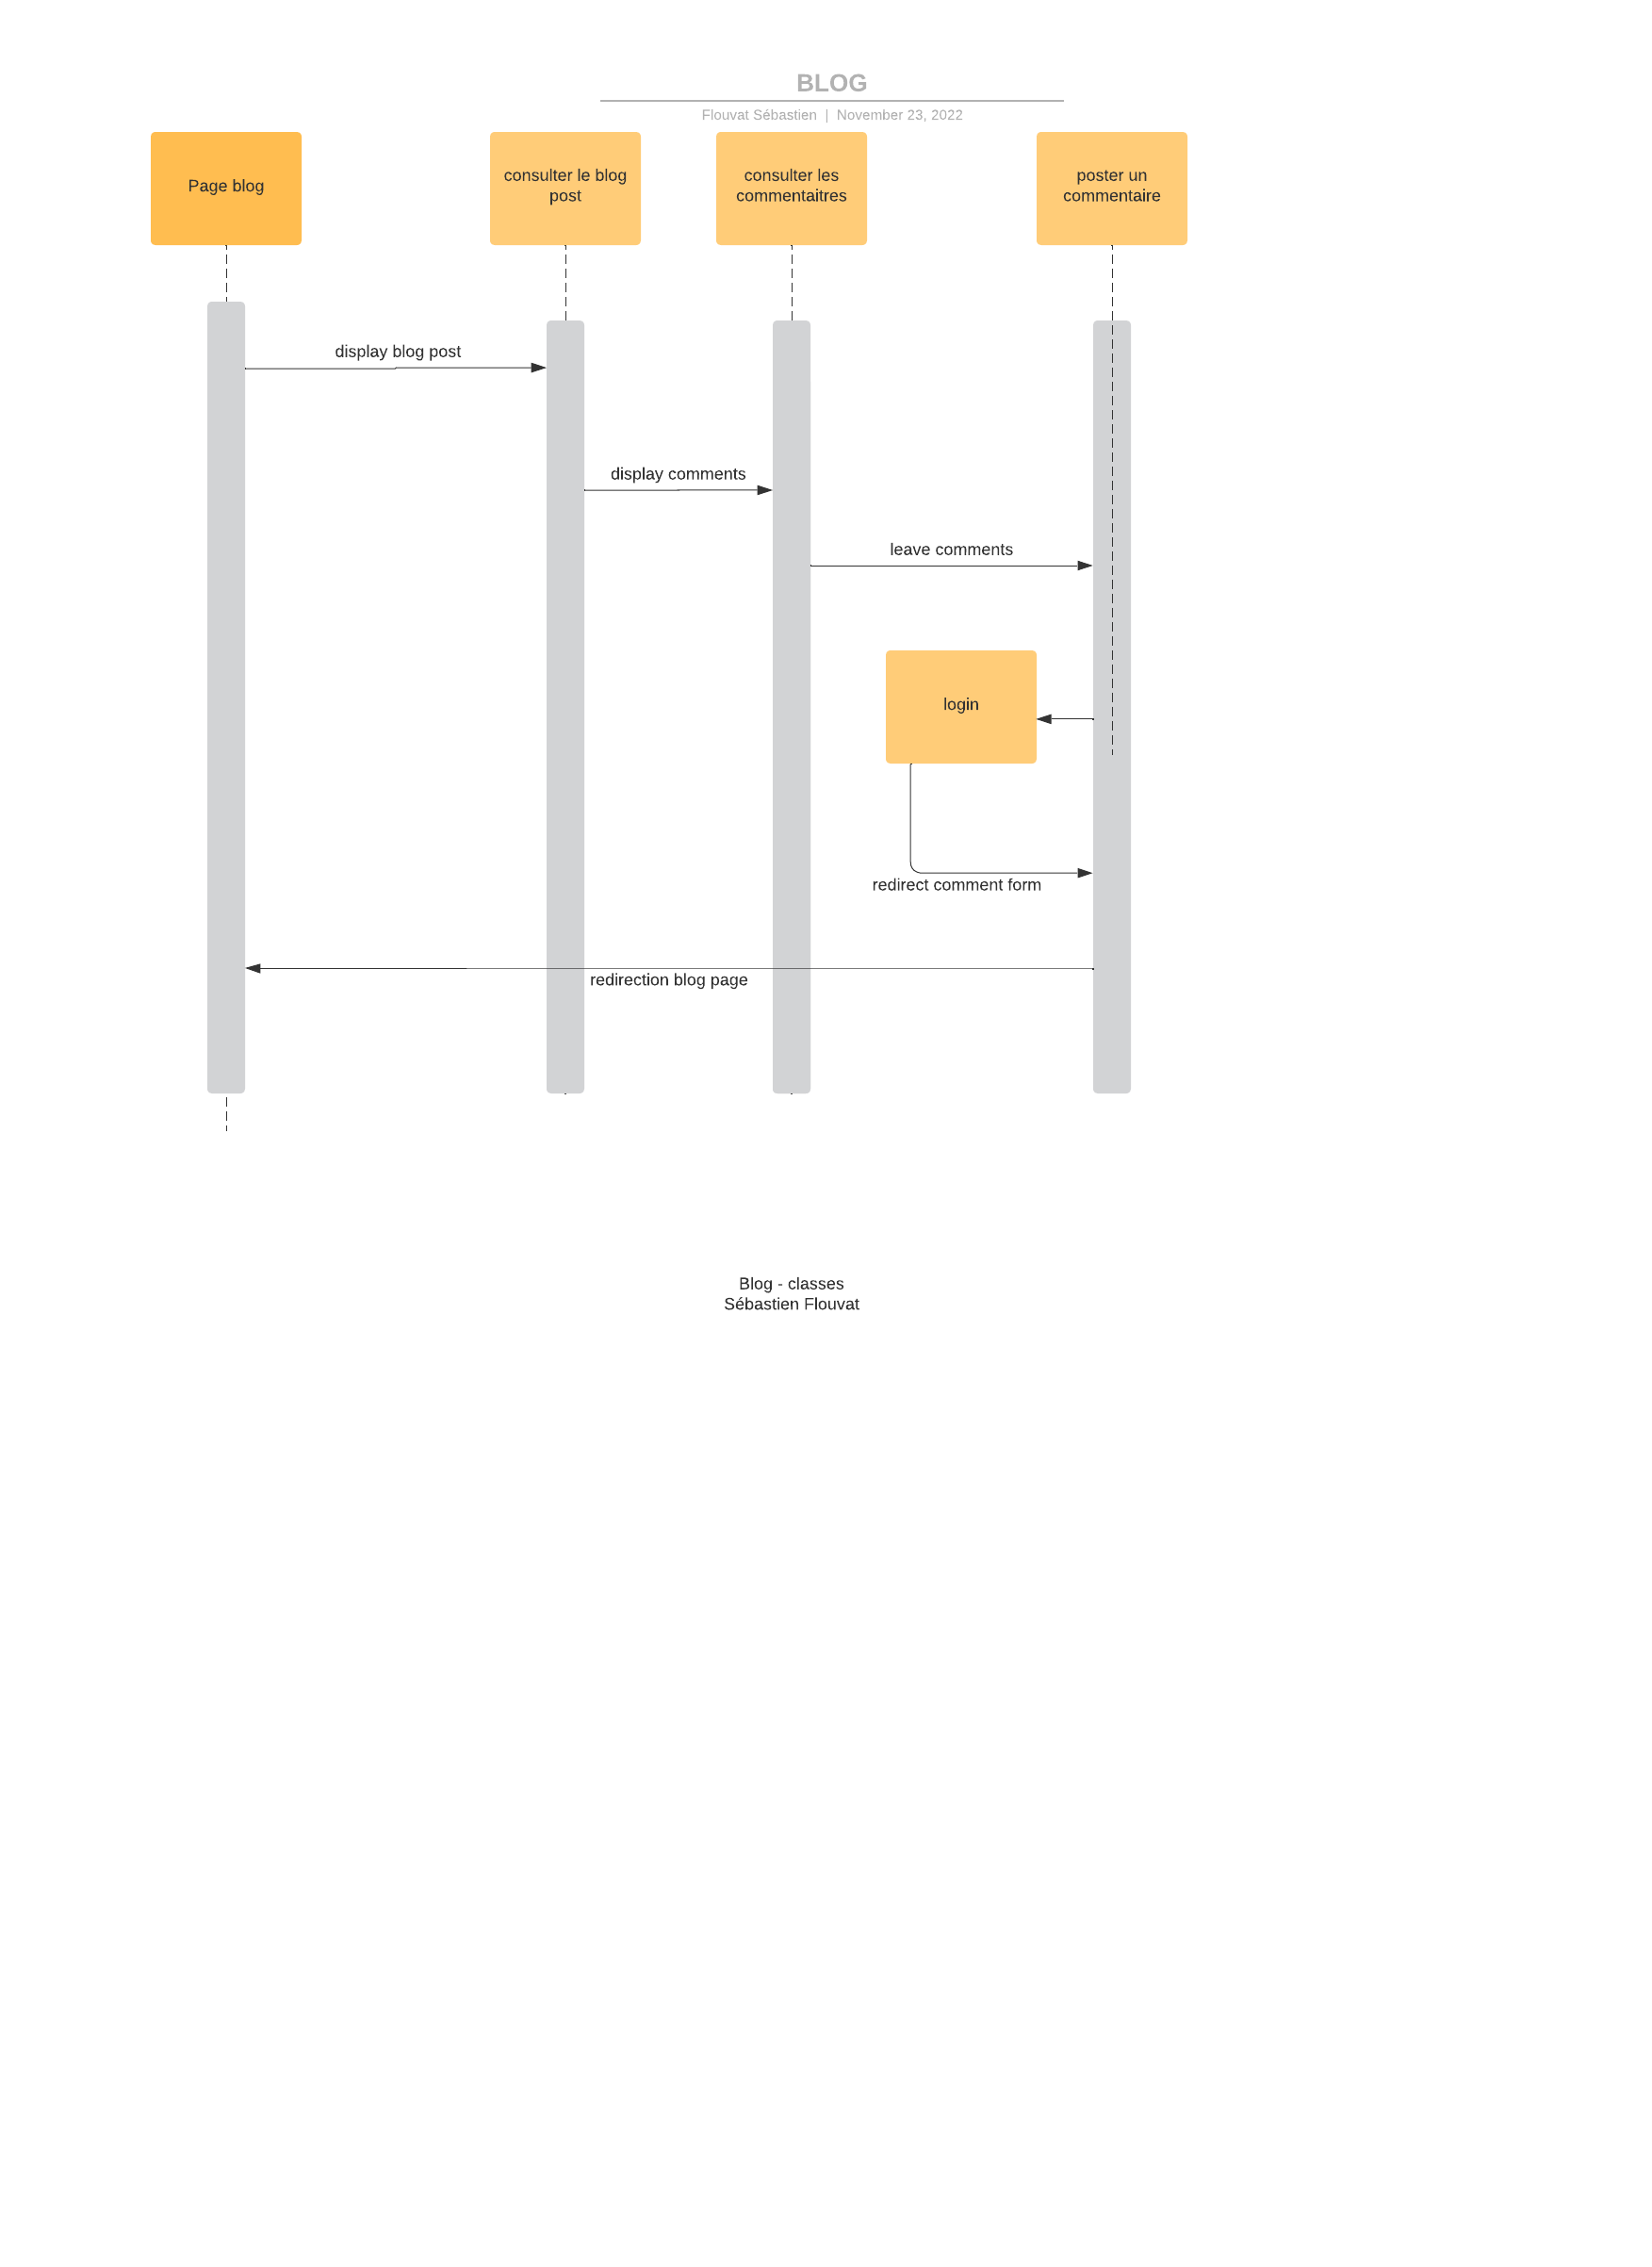 BLOG
Flouvat Sébastien | November 23, 2022
Page blog
consulter le blog
post
consulter les
commentaitres
poster un
commentaire
display blog post
display comments
leave comments
login
redirect comment form
redirection blog page
Blog - classes
Sébastien Flouvat